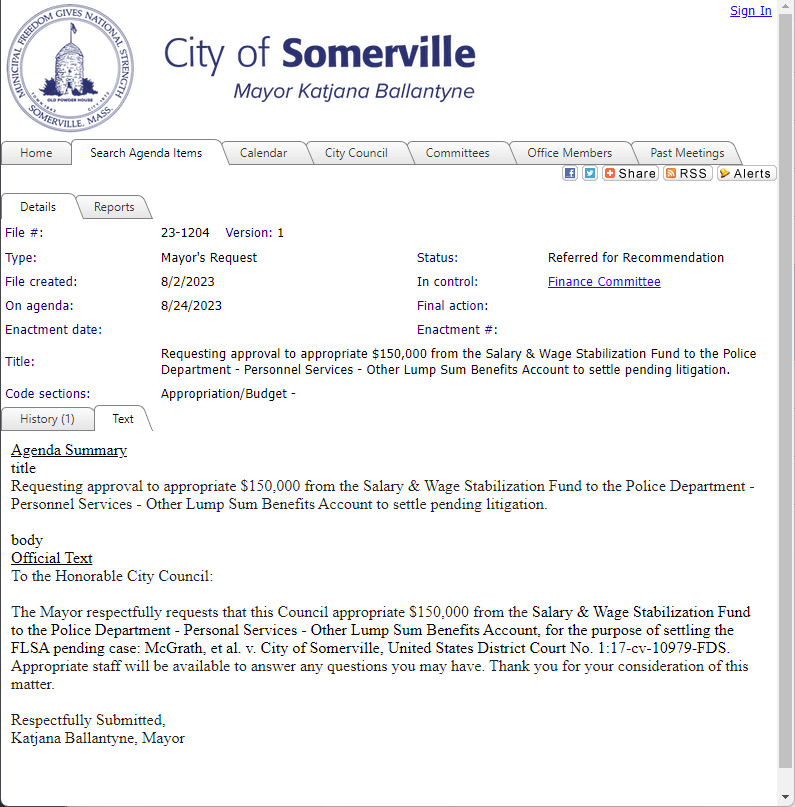 Sign In
MUNICIPAL FREEDOM GIVES NATIONAL STRENGTH
OLD POWDER HOUSE
SOMERVILLE, MASS.
City of Somerville
Mayor Katjana Ballantyne
Home Search Agenda Items Calendar City Council Committees Office Members Past Meetings
Share RSS Alerts
Details Reports
File #: 23-1204 Version: 1
Type: Mayor's Request Status: Referred for Recommendation
File created: 8/2/2023 In control: Finance Committee
On agenda: 8/24/2023 Final action:
Enactment date: Enactment #:
Title: Requesting approval to appropriate $150,000 from the Salary & Wage Stabilization Fund to the Police
Department - Personnel Services - Other Lump Sum Benefits Account to settle pending litigation.
Code sections: Appropriation/Budget -
History (1) Text
Agenda Summary
title
Requesting approval to appropriate $150,000 from the Salary & Wage Stabilization Fund to the Police Department -
Personnel Services - Other Lump Sum Benefits Account to settle pending litigation.
body
Official Text
To the Honorable City Council:
The Mayor respectfully requests that this Council appropriate $150,000 from the Salary & Wage Stabilization Fund
to the Police Department - Personal Services - Other Lump Sum Benefits Account, for the purpose of settling the
FLSA pending case: McGrath, et al. v. City of Somerville, United States District Court No. 1:17-cv-10979-FDS.
Appropriate staff will be available to answer any questions you may have. Thank you for your consideration of this
matter.
Respectfully Submitted,
Katjana Ballantyne, Mayor